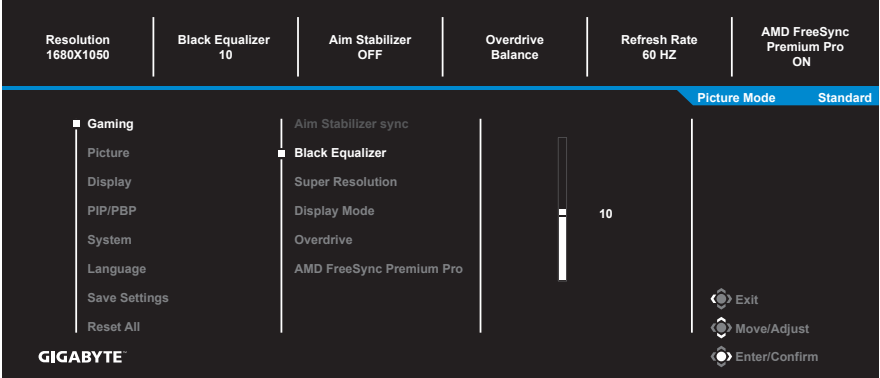 Resolution
1680X1050
Black Equalizer
10
Aim Stabilizer
OFF
Overdrive
Balance
Refresh Rate
60 HZ
AMD FreeSync
Premium Pro
ON
Picture Mode Standard
Gaming
Picture
Display
PIP/PBP
System
Language
Save Settings
Reset All
Aim Stabilizer sync
Black Equalizer
Super Resolution
Display Mode
Overdrive
AMD FreeSync Premium Pro
10
Exit
Move/Adjust
Enter/Confirm
GIGABYTE™